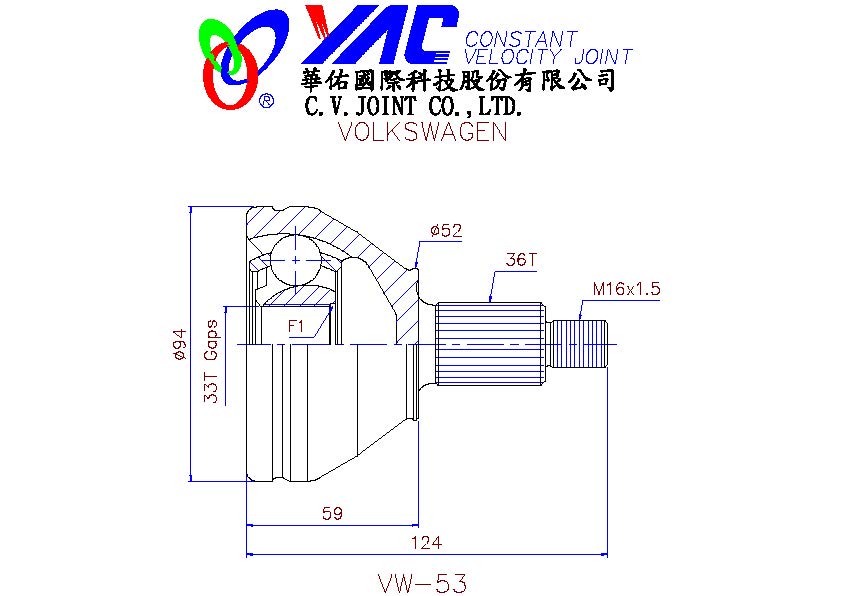 YAC CONSTANT
VELOCITY JOINT
®
華佑國際科技股份有限公司
C.V.JOINT CO.,LTD.
VOLKSWAGEN
ø52
36T
M16x1.5
F1
ø94
33T Gaps
59
124
VW-53